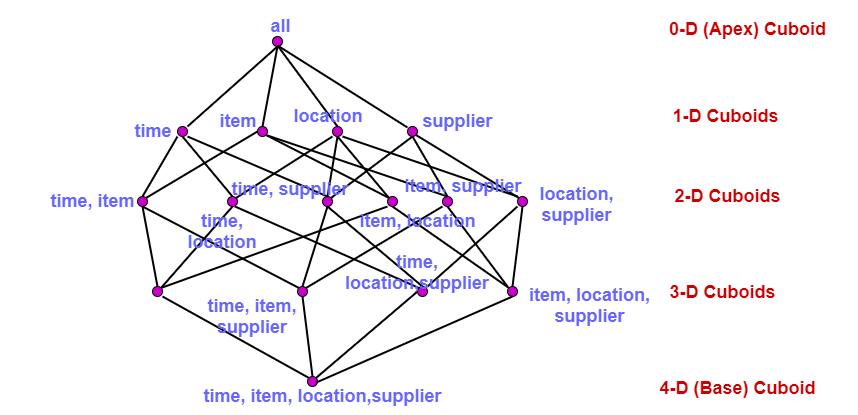 all
0-D (Apex) Cuboid
time
item
location
supplier
1-D Cuboids
time, item
time, supplier
item, supplier
location,
supplier
2-D Cuboids
time,
location
item, location
time,
location,supplier
time, item,
supplier
item, location,
supplier
3-D Cuboids
time, item, location,supplier
4-D (Base) Cuboid